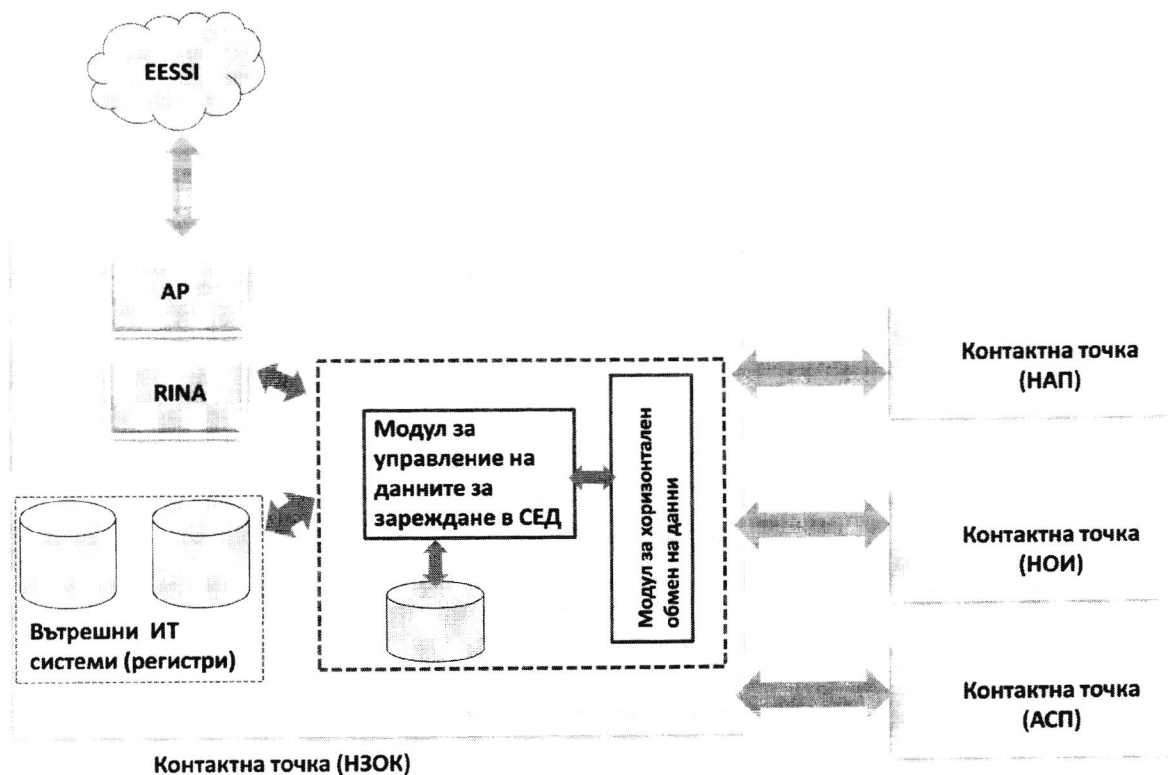 EESSI
AP
RINA
Модул за
управление на
данните за
зареждане в СЕД
Модул за хоризонтален
обмен на данни
Вътрешни ИТ
системи (регистри)
Контактна точка
(НАП)
Контактна точка
(НОИ)
Контактна точка
(АСП)
Контактна точка (НЗОК)